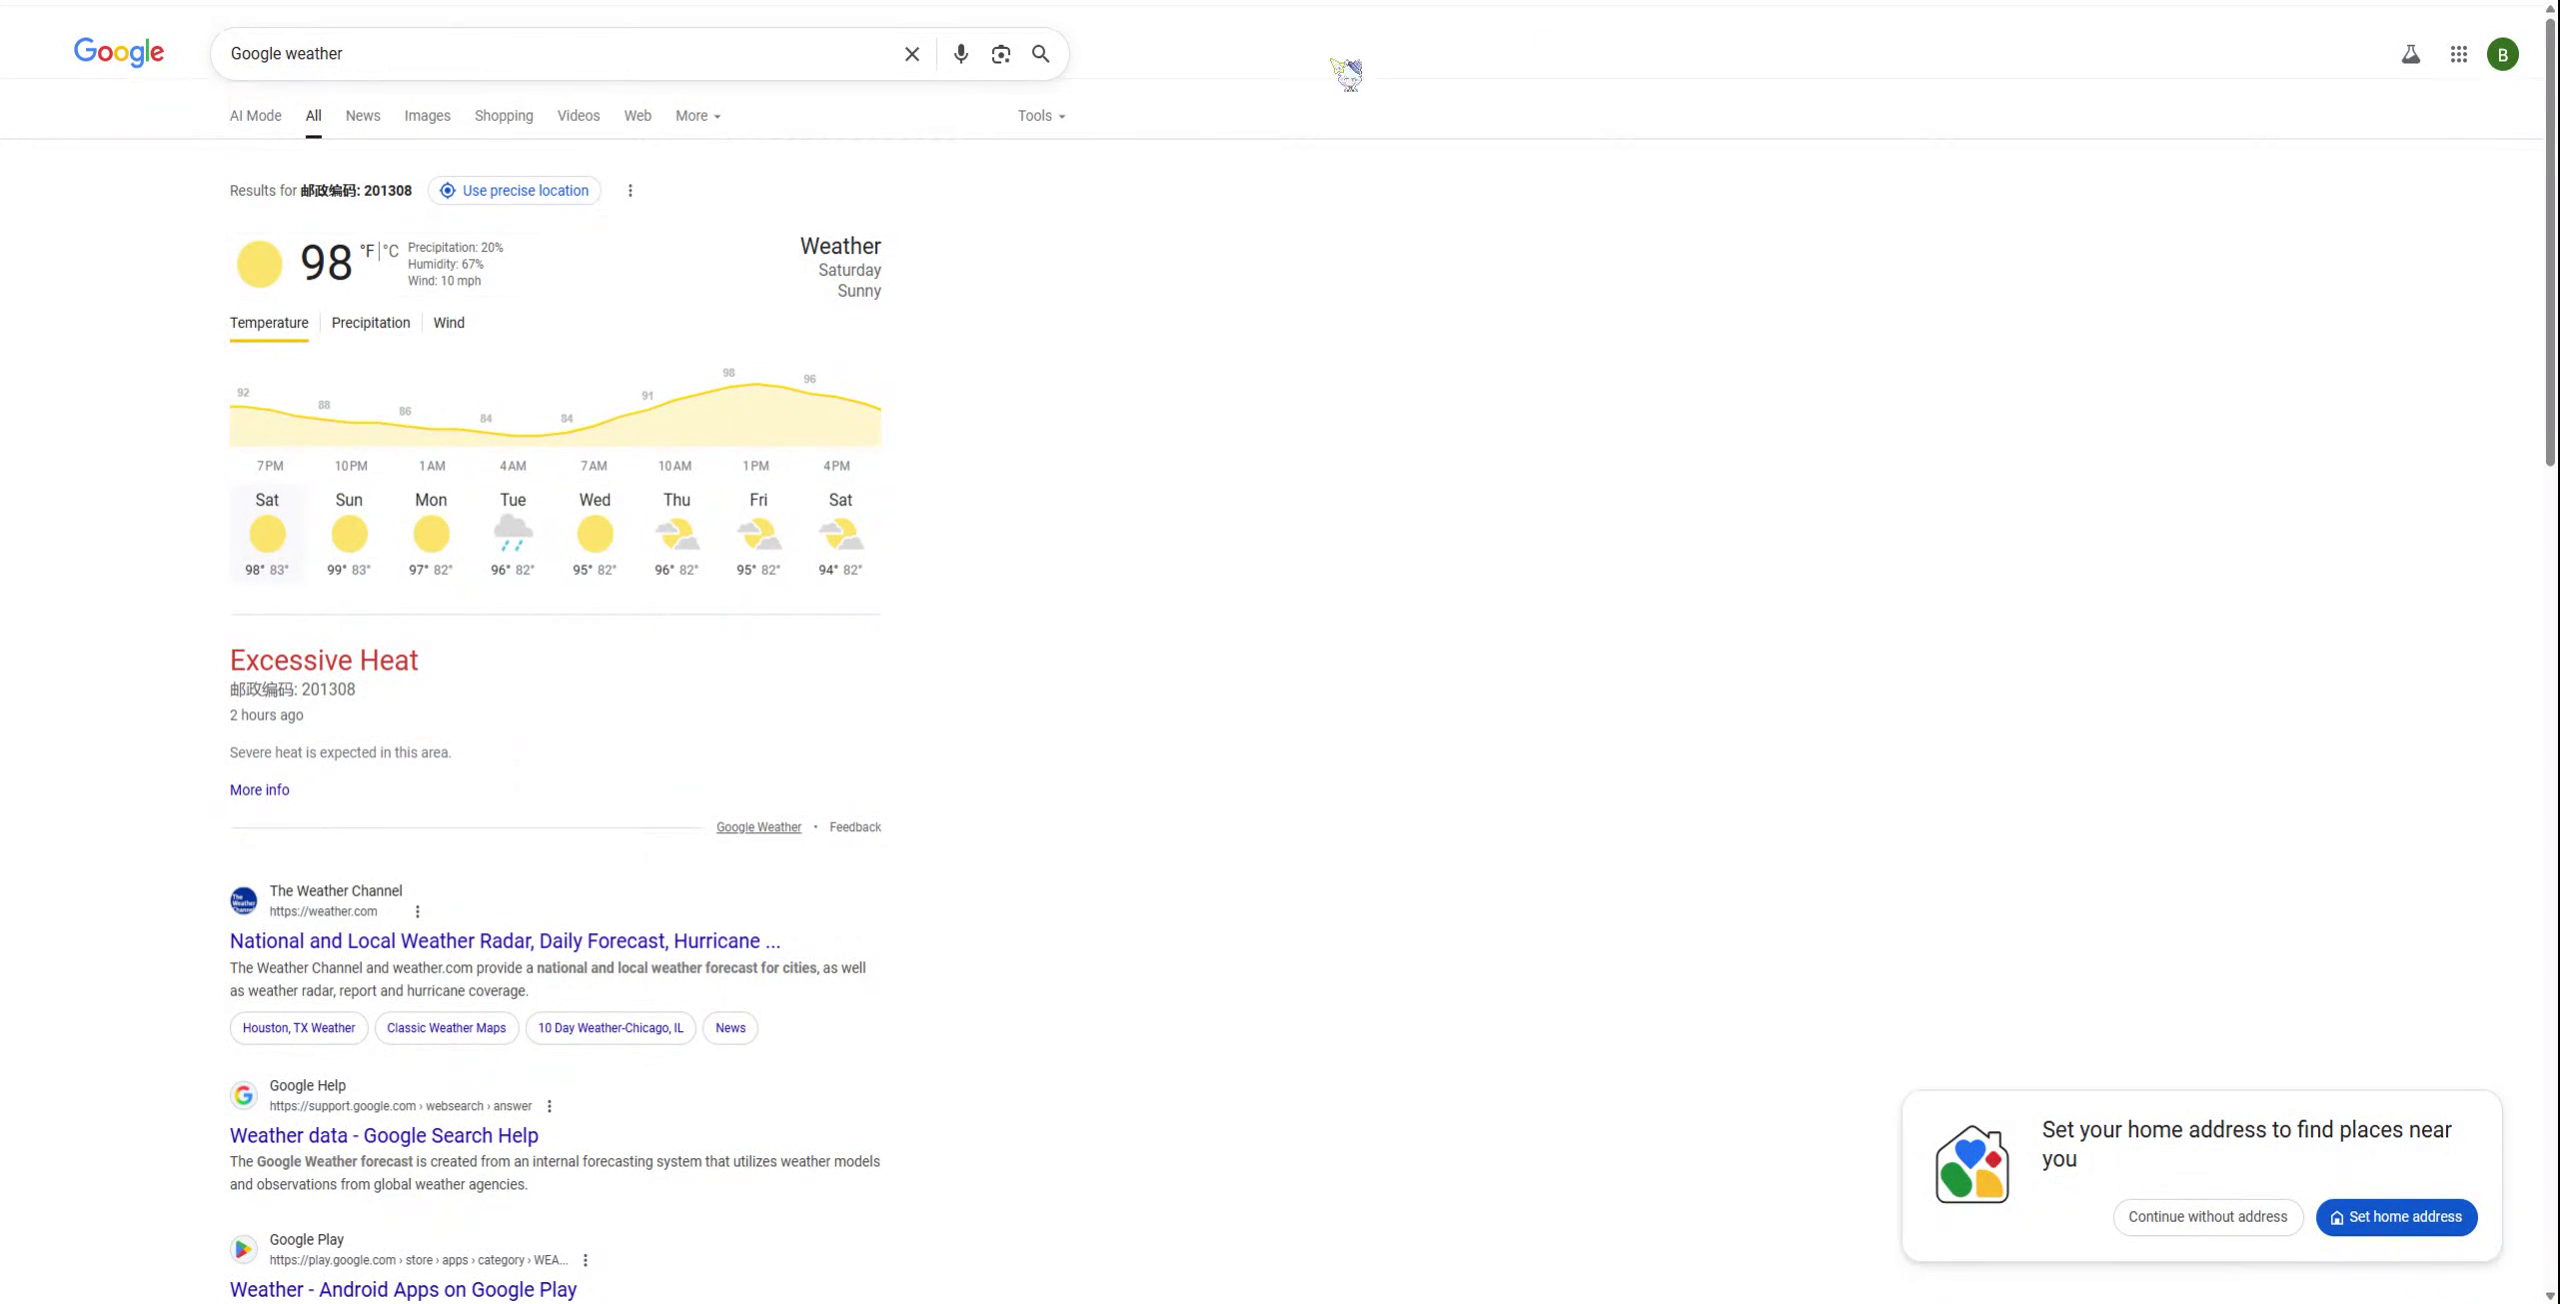 Google
Google weather
B
AI Mode All News Images Shopping Videos Web More Tools
Results for 邮政编码: 201308 Use precise location
98 °F | °C
Precipitation: 20%
Humidity: 67%
Wind: 10 mph
Weather
Saturday
Sunny
Temperature Precipitation Wind
92 88 86 84 84 91 98 96
7 PM 10 PM 1 AM 4 AM 7 AM 10 AM 1 PM 4 PM
Sat Sun Mon Tue Wed Thu Fri Sat
98° 83° 99° 83° 97° 82° 96° 82° 95° 82° 96° 82° 95° 82° 94° 82°
Excessive Heat
邮政编码: 201308
2 hours ago
Severe heat is expected in this area.
More info
Google Weather • Feedback
The Weather Channel
https://weather.com
National and Local Weather Radar, Daily Forecast, Hurricane ...
The Weather Channel and weather.com provide a national and local weather forecast for cities, as well
as weather radar, report and hurricane coverage.
Houston, TX Weather Classic Weather Maps 10 Day Weather-Chicago, IL News
Google Help
https://support.google.com › websearch › answer
Weather data - Google Search Help
The Google Weather forecast is created from an internal forecasting system that utilizes weather models
and observations from global weather agencies.
Google Play
https://play.google.com › store › apps › category › WEA...
Weather - Android Apps on Google Play
Set your home address to find places near
you
Continue without address Set home address